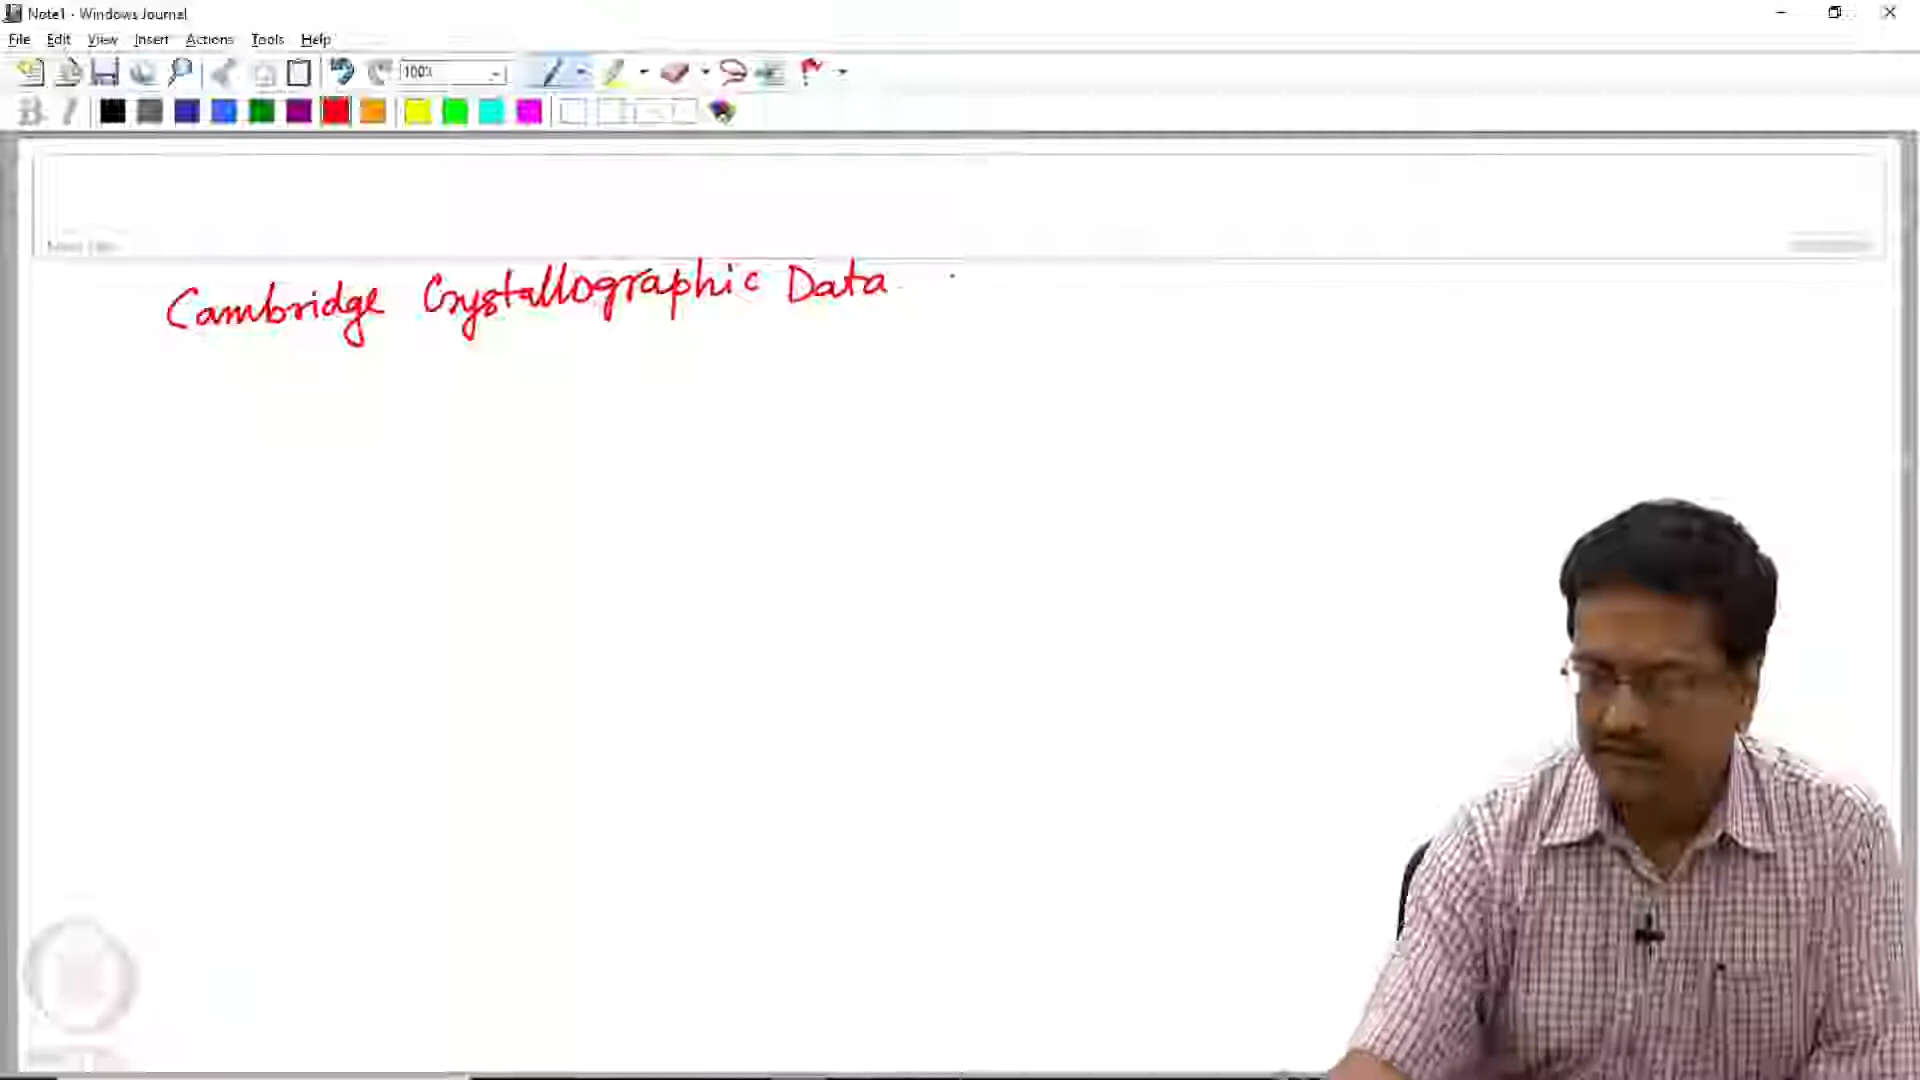 Note1 - Windows Journal
File Edit View Insert Actions Tools Help
100%
B I
Cambridge Crystallographic Data